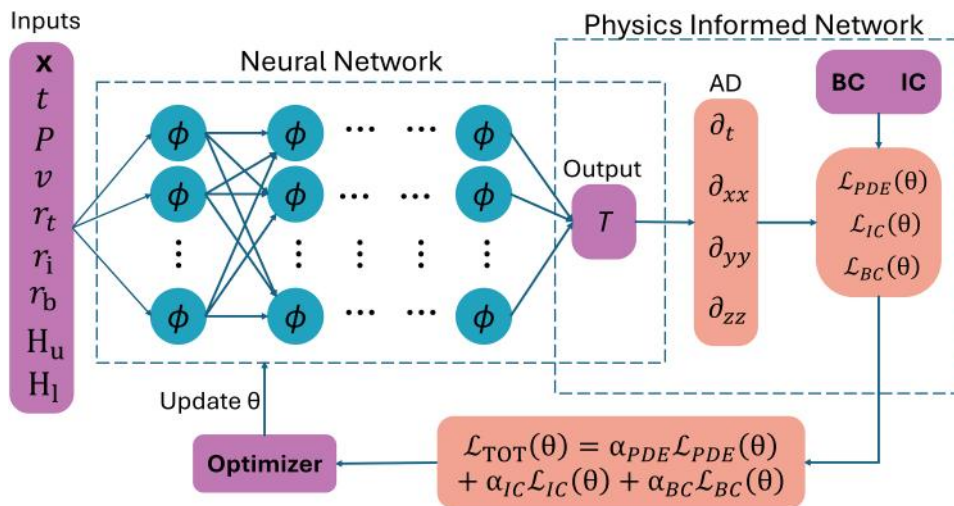 Inputs
x
t
P
v
r_t
r_i
r_b
H_u
H_l
Neural Network
ϕ ϕ ··· ··· ϕ
ϕ ϕ ··· ··· ϕ
⋮ ⋮ ⋮ ⋮ ⋮
ϕ ϕ ··· ··· ϕ
Output
T
Physics Informed Network
AD
∂_t
∂_xx
∂_yy
∂_zz
BC IC
ℒ_PDE(θ)
ℒ_IC(θ)
ℒ_BC(θ)
ℒ_TOT(θ) = α_PDE ℒ_PDE(θ)
+ α_IC ℒ_IC(θ) + α_BC ℒ_BC(θ)
Optimizer
Update θ